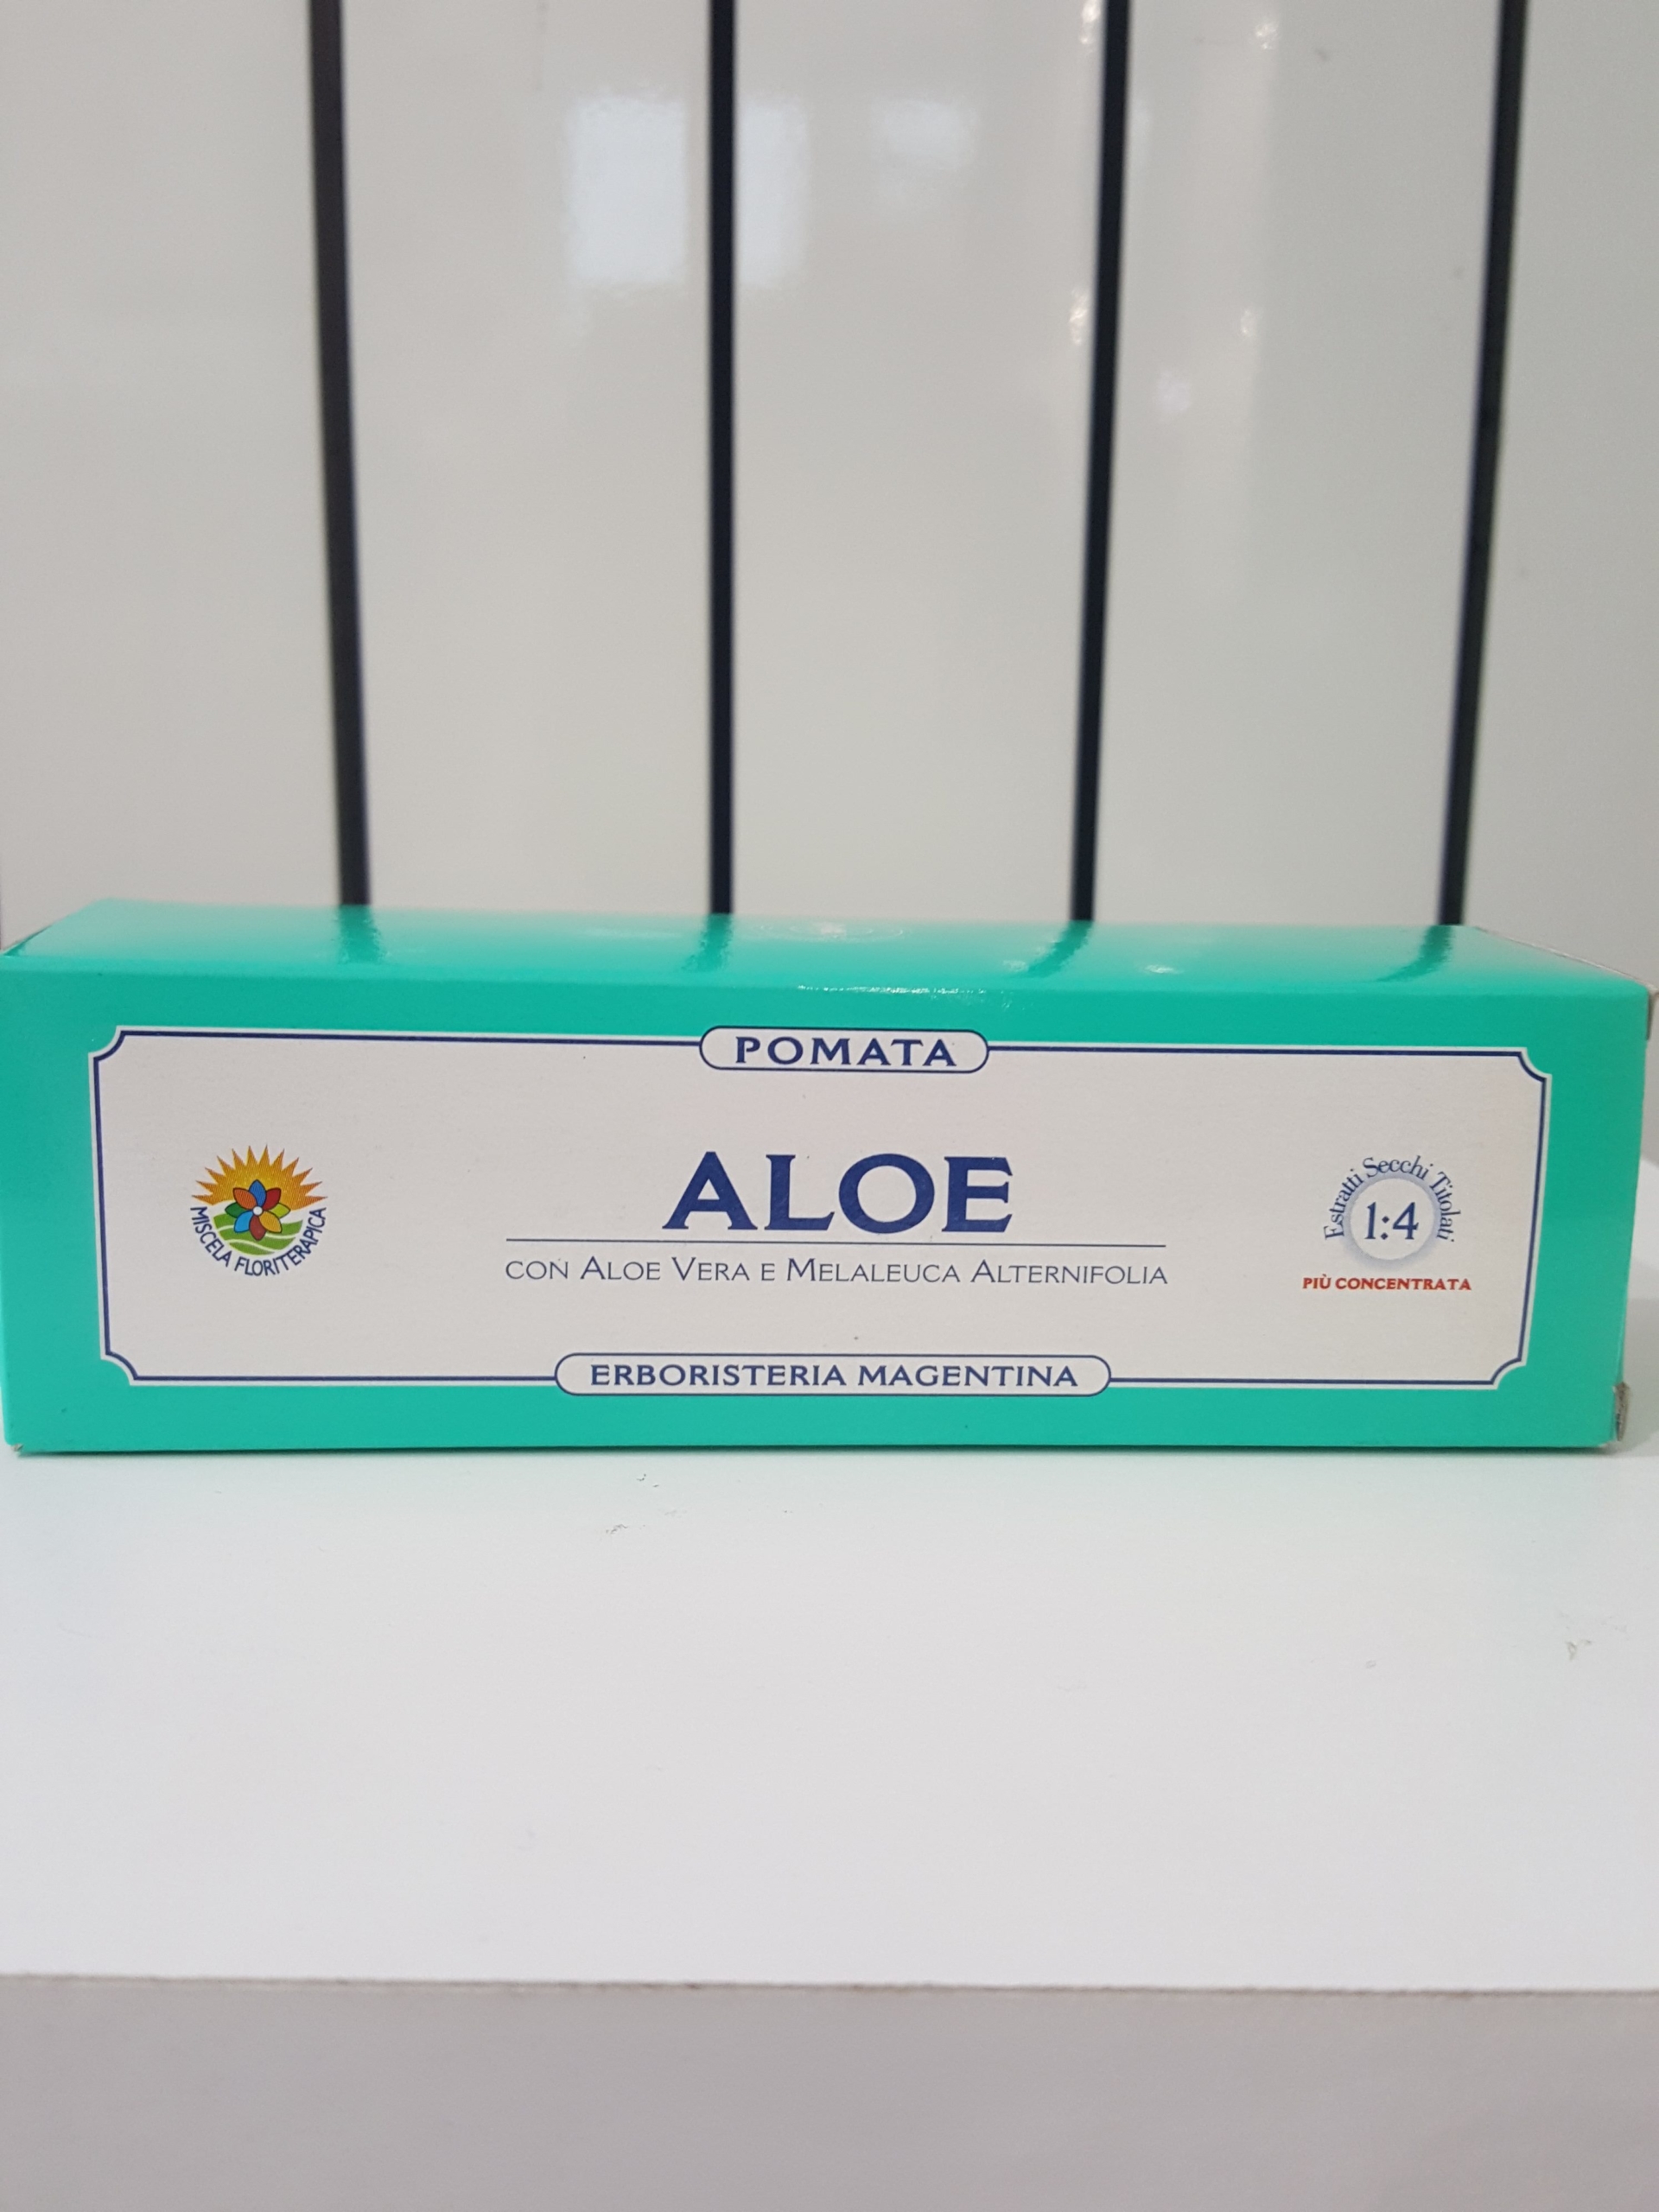 POMATA
MISCELA FLORITERAPICA
ALOE
CON ALOE VERA E MELALEUCA ALTERNIFOLIA
Estratti Secchi Titolati
1:4
PIÙ CONCENTRATA
ERBORISTERIA MAGENTINA